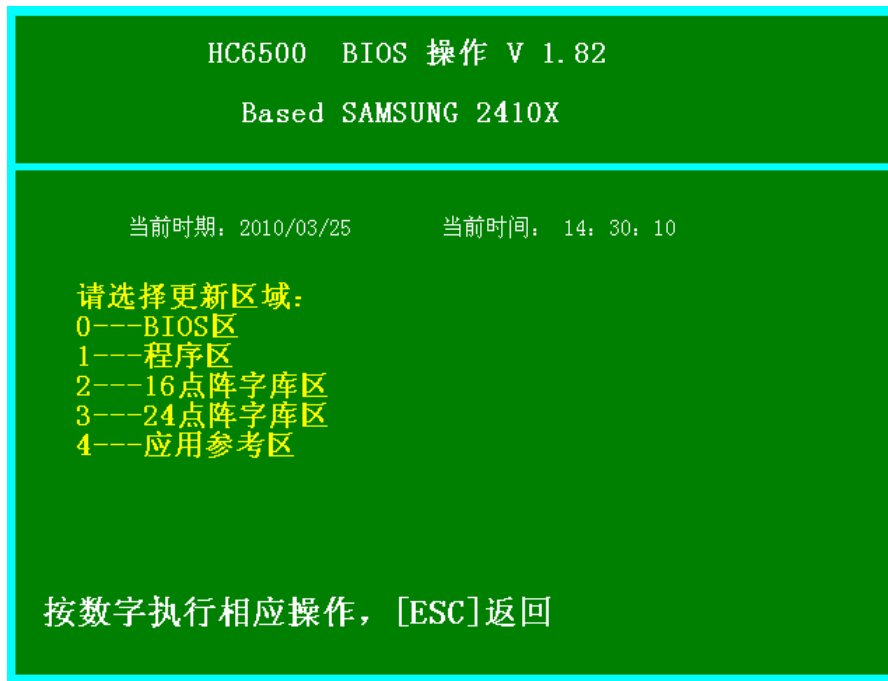 HC6500 BIOS 操作 V 1.82
Based SAMSUNG 2410X
当前时期：2010/03/25 当前时间： 14：30：10
请选择更新区域：
0---BIOS区
1---程序区
2---16点阵字库区
3---24点阵字库区
4---应用参考区
按数字执行相应操作，[ESC]返回